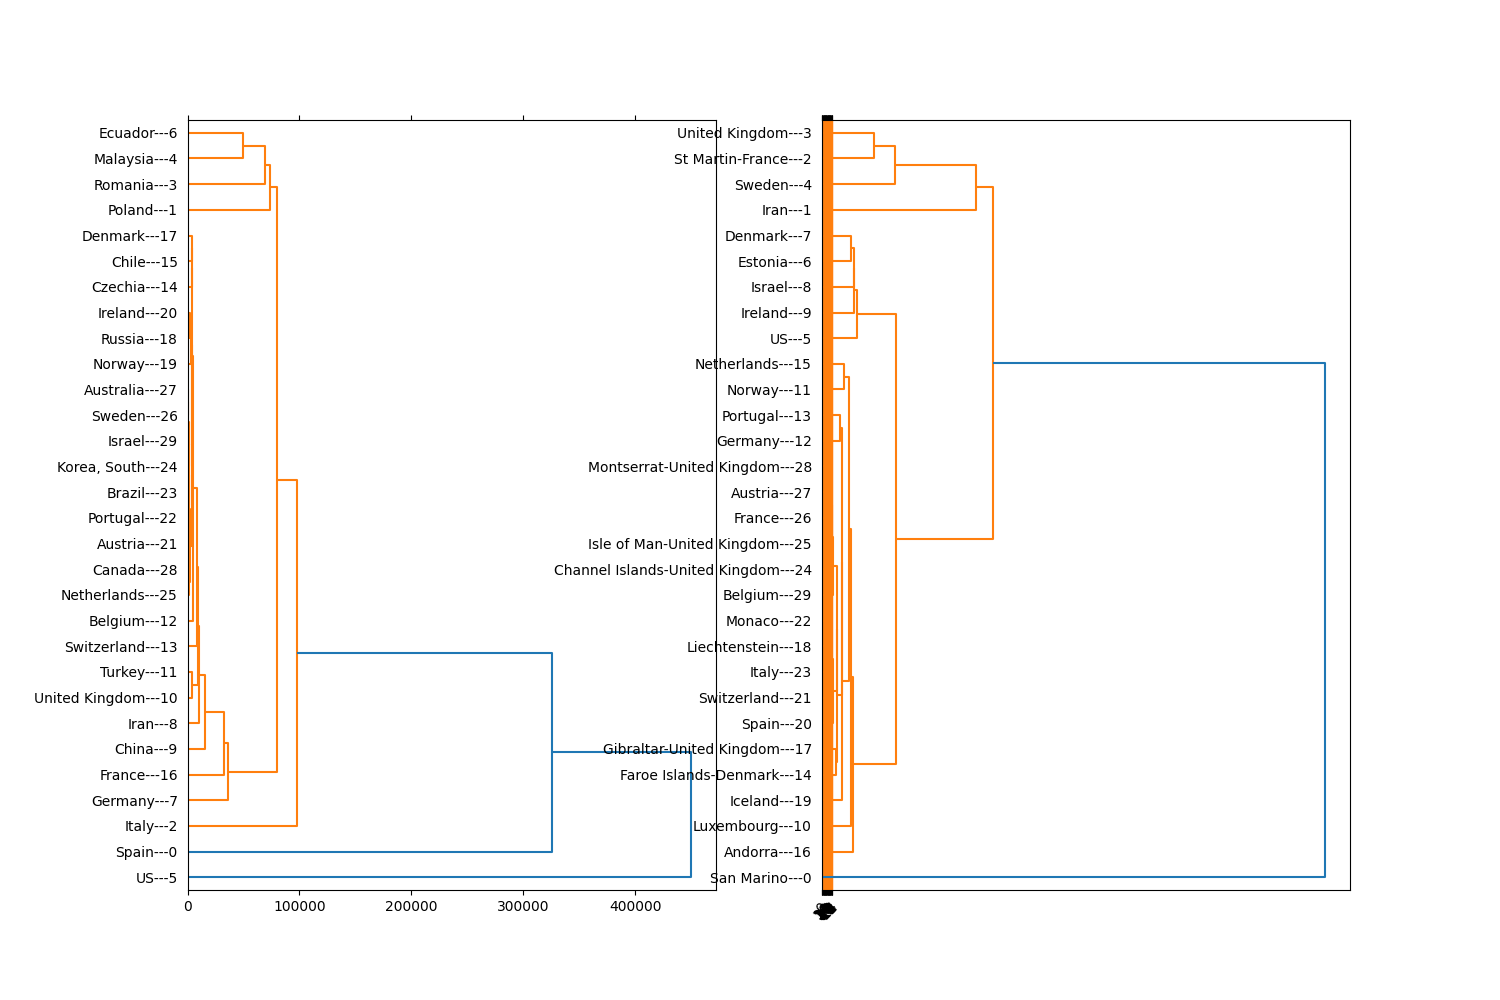 Ecuador---6
Malaysia---4
Romania---3
Poland---1
Denmark---17
Chile---15
Czechia---14
Ireland---20
Russia---18
Norway---19
Australia---27
Sweden---26
Israel---29
Korea, South---24
Brazil---23
Portugal---22
Austria---21
Canada---28
Netherlands---25
Belgium---12
Switzerland---13
Turkey---11
United Kingdom---10
Iran---8
China---9
France---16
Germany---7
Italy---2
Spain---0
US---5
0 100000 200000 300000 400000
United Kingdom---3
St Martin-France---2
Sweden---4
Iran---1
Denmark---7
Estonia---6
Israel---8
Ireland---9
US---5
Netherlands---15
Norway---11
Portugal---13
Germany---12
Montserrat-United Kingdom---28
Austria---27
France---26
Isle of Man-United Kingdom---25
Channel Islands-United Kingdom---24
Belgium---29
Monaco---22
Liechtenstein---18
Italy---23
Switzerland---21
Spain---20
Gibraltar-United Kingdom---17
Faroe Islands-Denmark---14
Iceland---19
Luxembourg---10
Andorra---16
San Marino---0